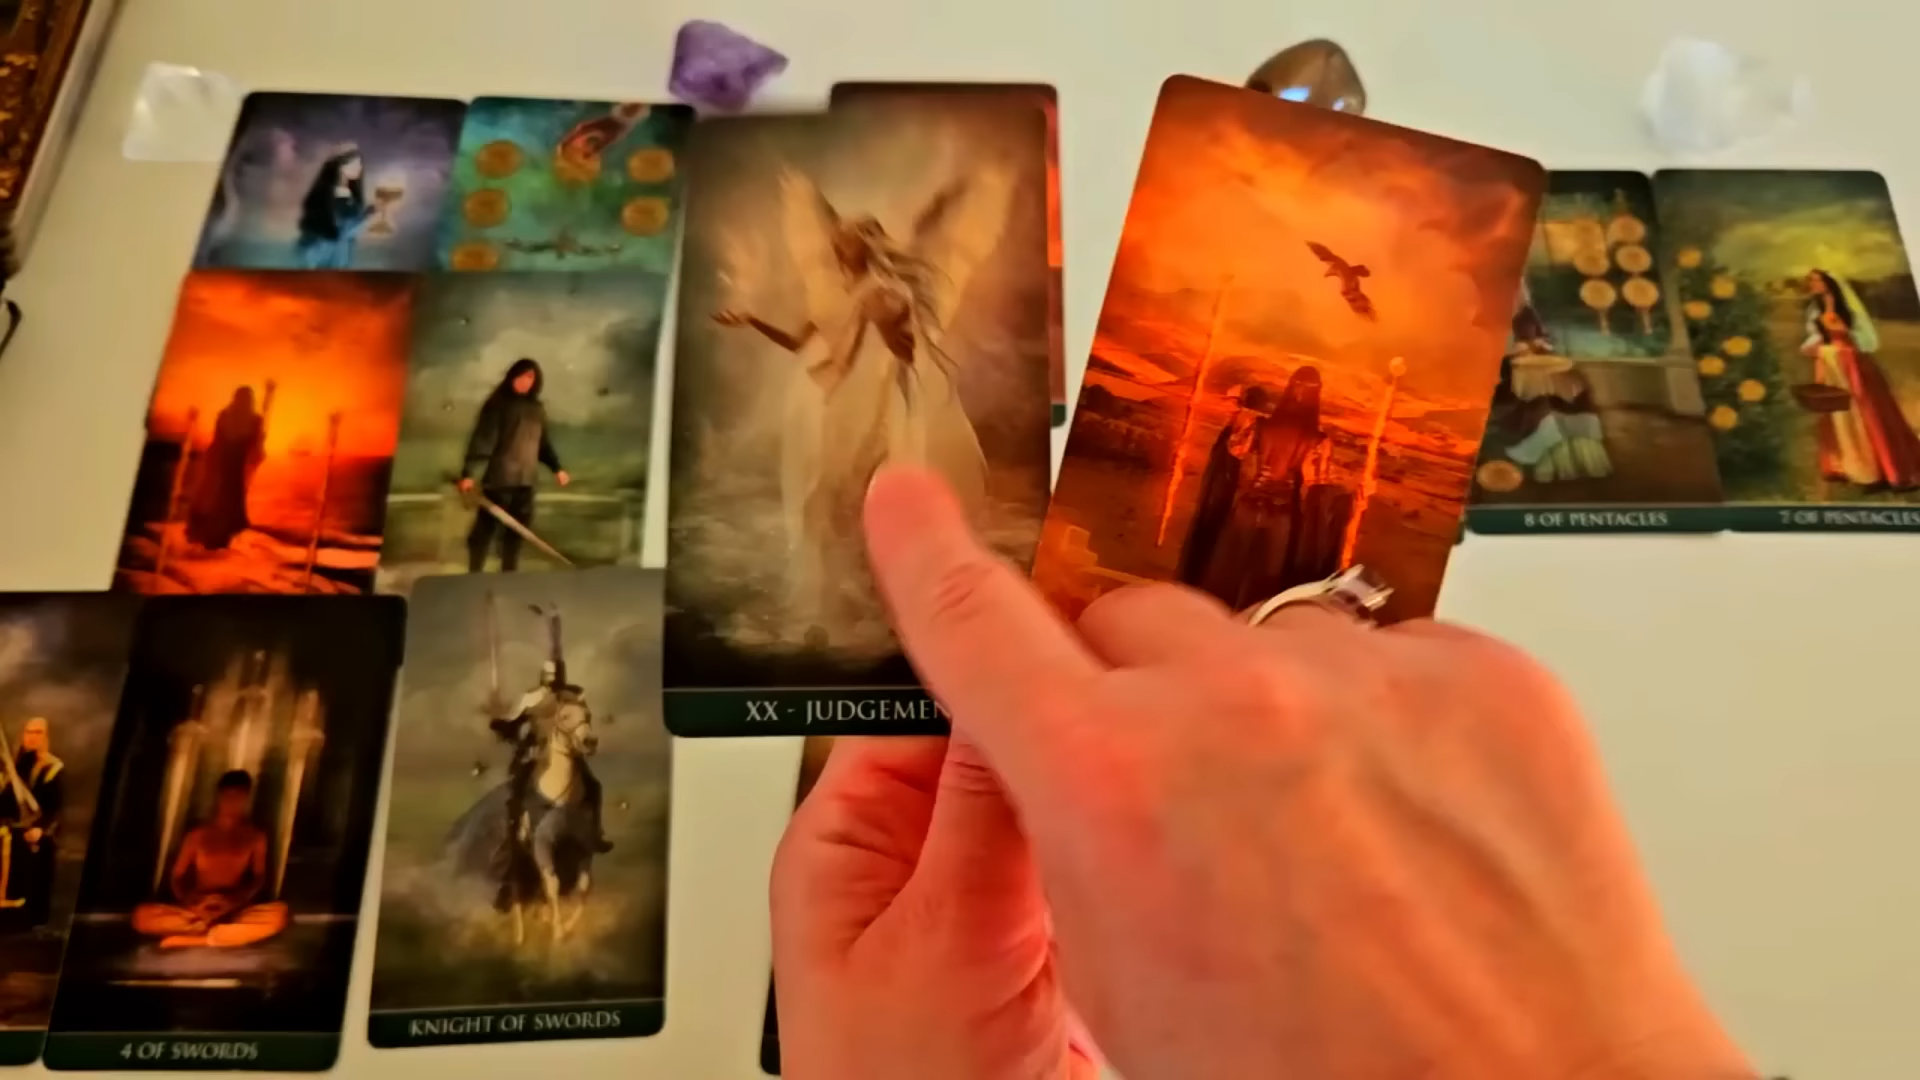 8 OF PENTACLES
7 OF PENTACLES
XX - JUDGEMEN
KNIGHT OF SWORDS
4 OF SWORDS